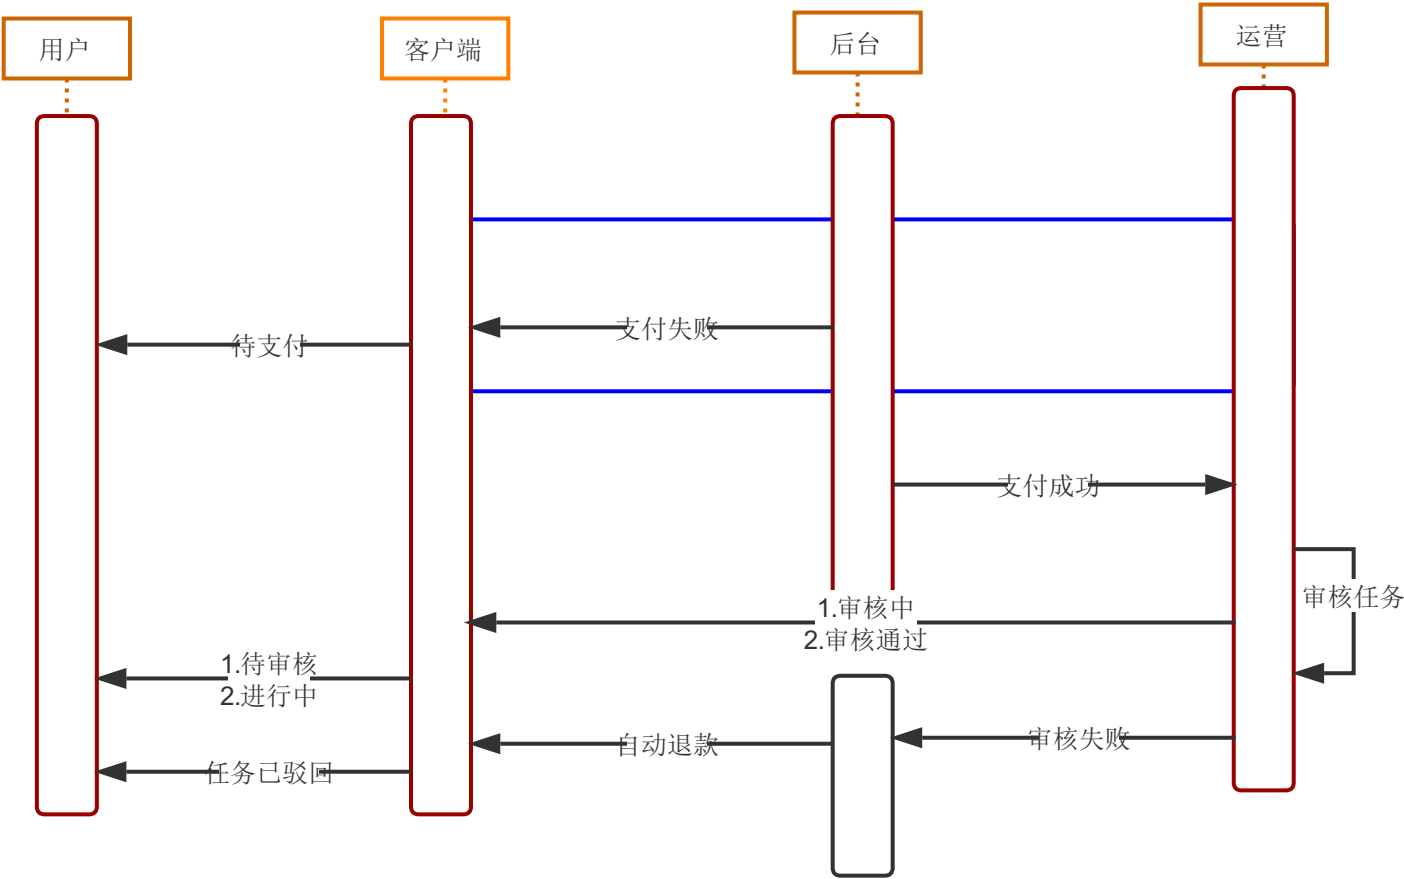 用户
客户端
后台
运营
支付失败
待支付
支付成功
审核任务
1.审核中
2.审核通过
1.待审核
2.进行中
审核失败
自动退款
任务已驳回